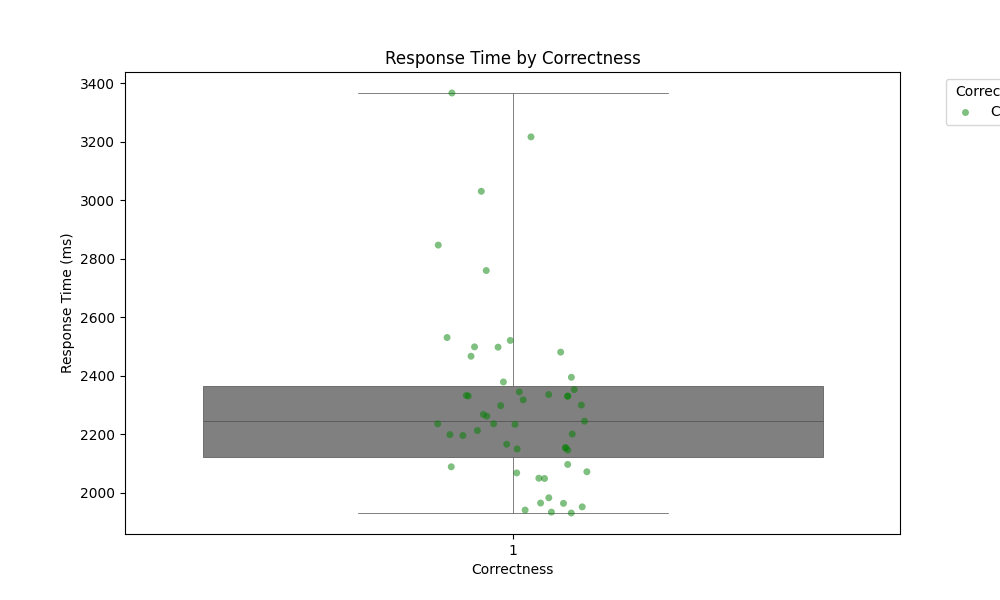 Response Time by Correctness
3400
3200
3000
2800
2600
2400
2200
2000
Response Time (ms)
1
Correctness
Correc
C